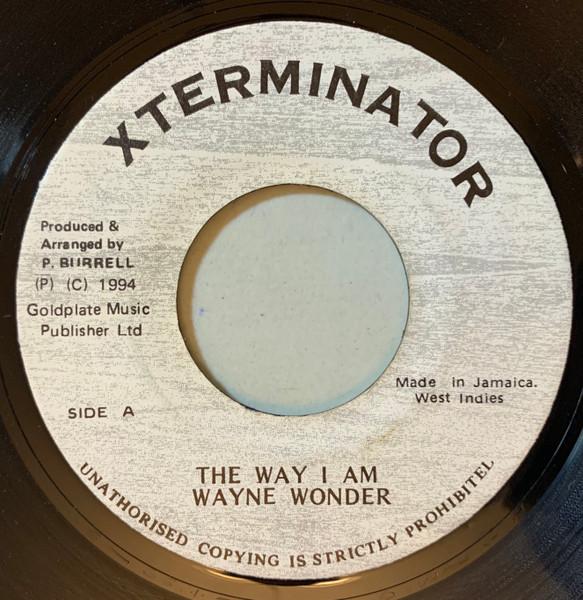 XTERMINATOR
Produced &
Arranged by
P. BURRELL
(P) (C) 1994
Goldplate Music
Publisher Ltd
SIDE A
Made in Jamaica.
West Indies
THE WAY I AM
WAYNE WONDER
UNATHORISED COPYING IS STRICTLY PROHIBITEL